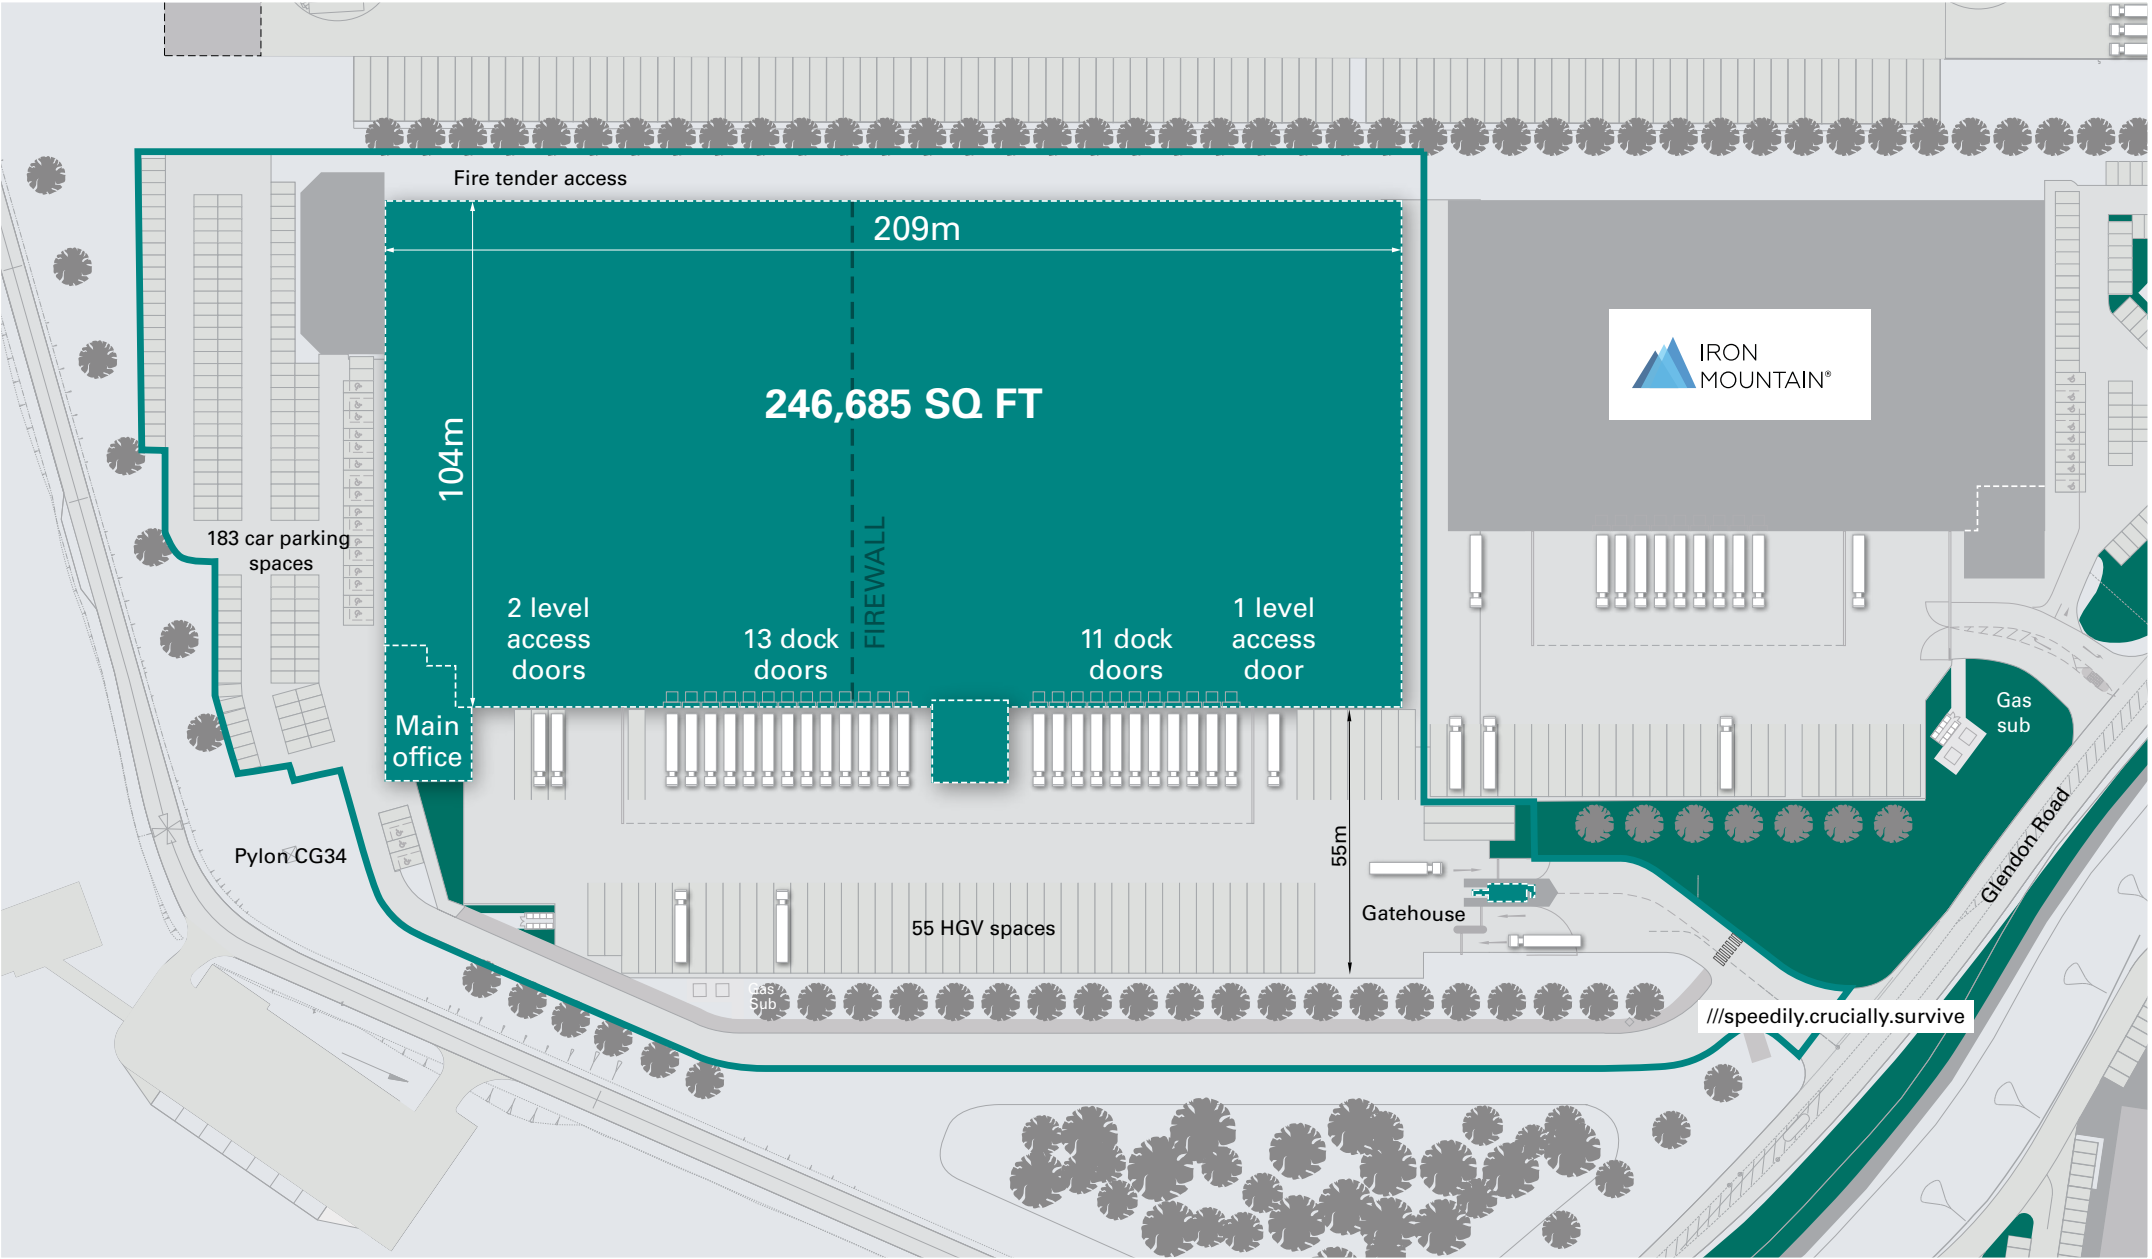 Fire tender access
209m
IRON
MOUNTAIN®
246,685 SQ FT
104m
183 car parking
spaces
FIREWALL
2 level
access
doors
13 dock
doors
11 dock
doors
1 level
access
door
Main
office
Gas
sub
Glendon Road
55m
Pylon CG34
Gatehouse
55 HGV spaces
Gas
Sub
///speedily.crucially.survive